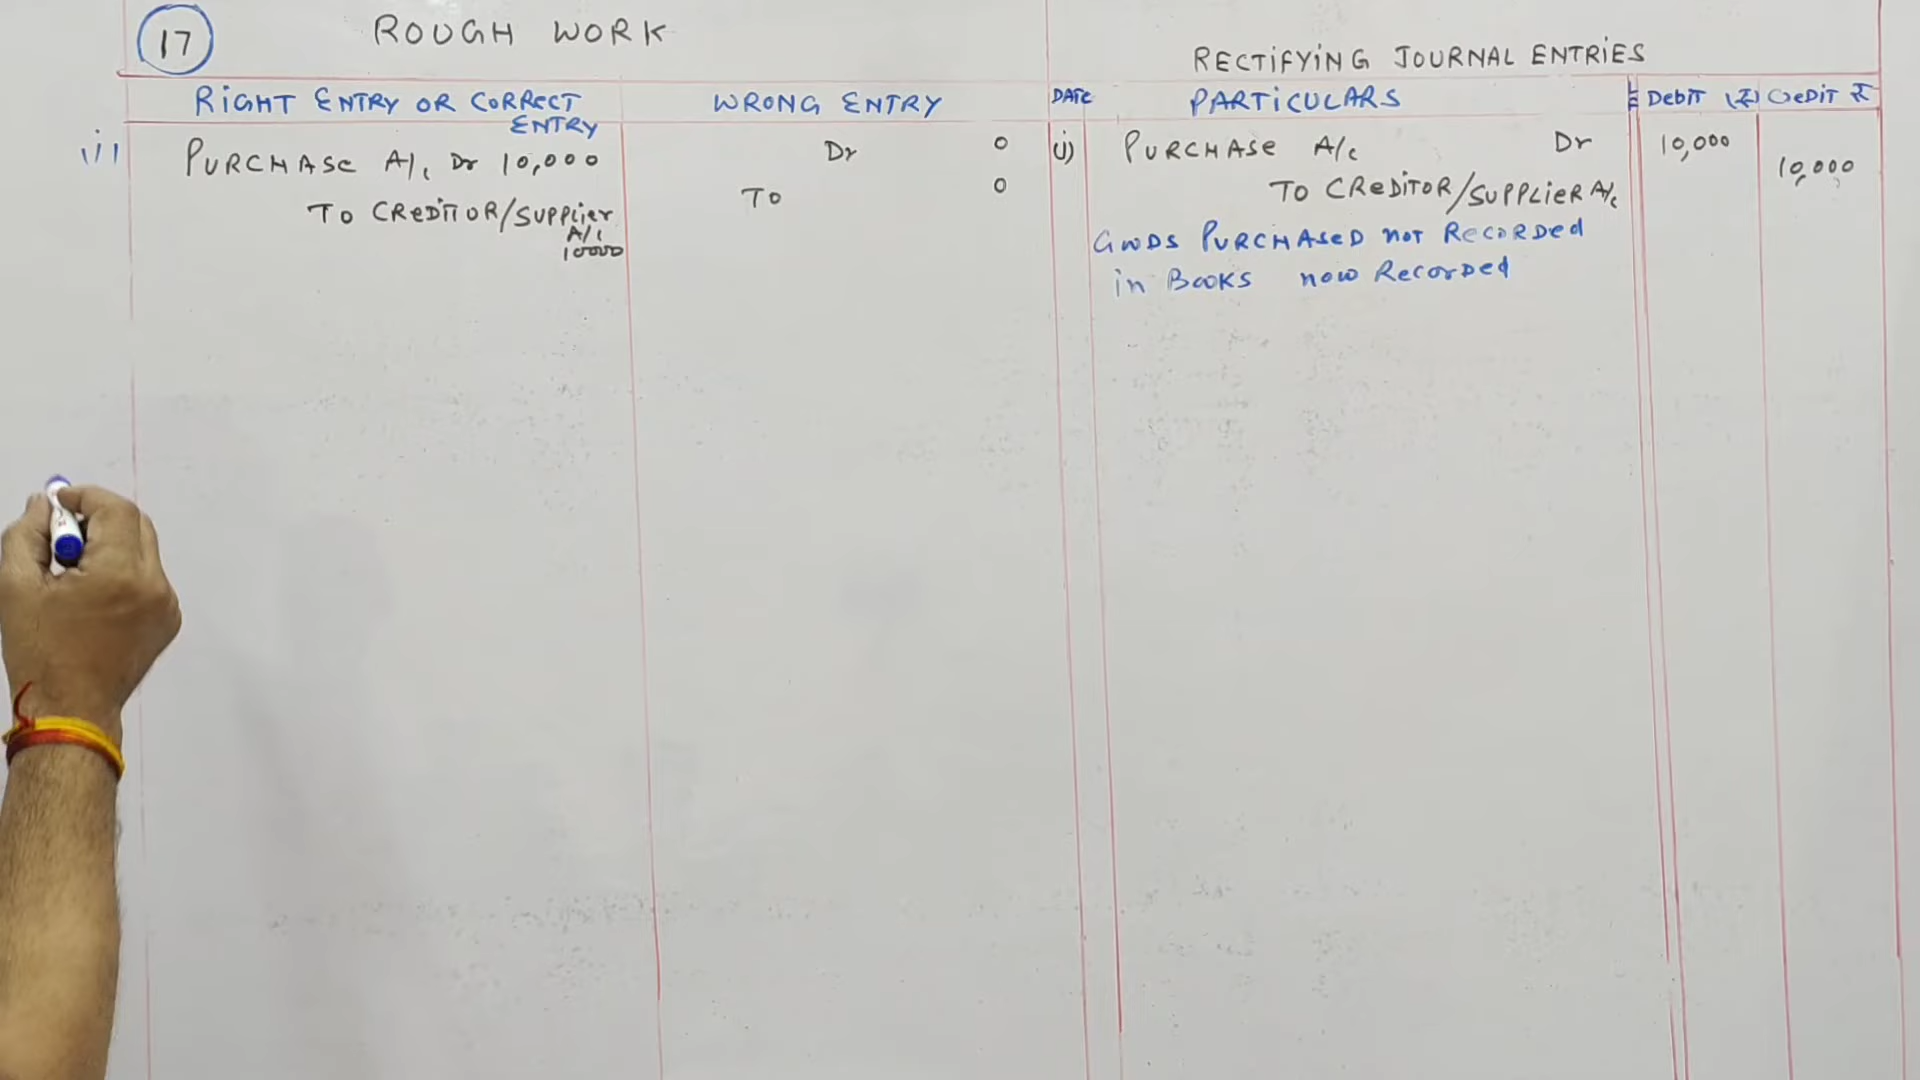 17
ROUGH WORK
RECTIFYING JOURNAL ENTRIES
RIGHT ENTRY OR CORRECT ENTRY
WRONG ENTRY
DATE
PARTICULARS
Debit (₹)
Credit ₹
PURCHASE A/c Dr 10,000
TO CREDITOR/SUPPLIER A/c 10000
Dr 0
TO 0
(i)
PURCHASE A/c Dr 10,000
TO CREDITOR/SUPPLIER A/c 10,000
GOODS PURCHASED NOT RECORDED
in BOOKS now RECORDED